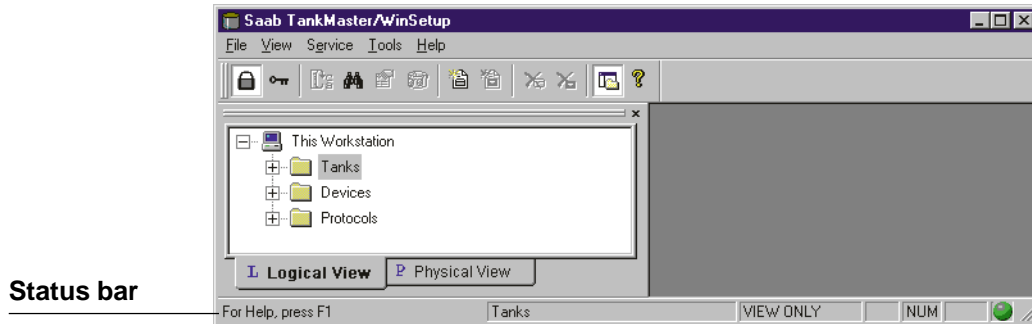 Saab TankMaster/WinSetup
File View Service Tools Help
This Workstation
Tanks
Devices
Protocols
L Logical View P Physical View
Status bar
For Help, press F1 Tanks VIEW ONLY NUM